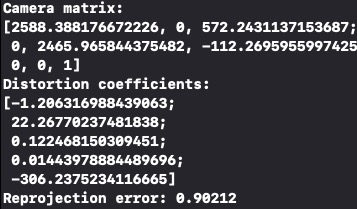 Camera matrix:
[2588.388176672226, 0, 572.2431137153687;
 0, 2465.965844375482, -112.2695955997425
 0, 0, 1]
Distortion coefficients:
[-1.206316988439063;
 22.26770237481838;
 0.122468150309451;
 0.01443978884489696;
 -306.2375234116665]
Reprojection error: 0.90212